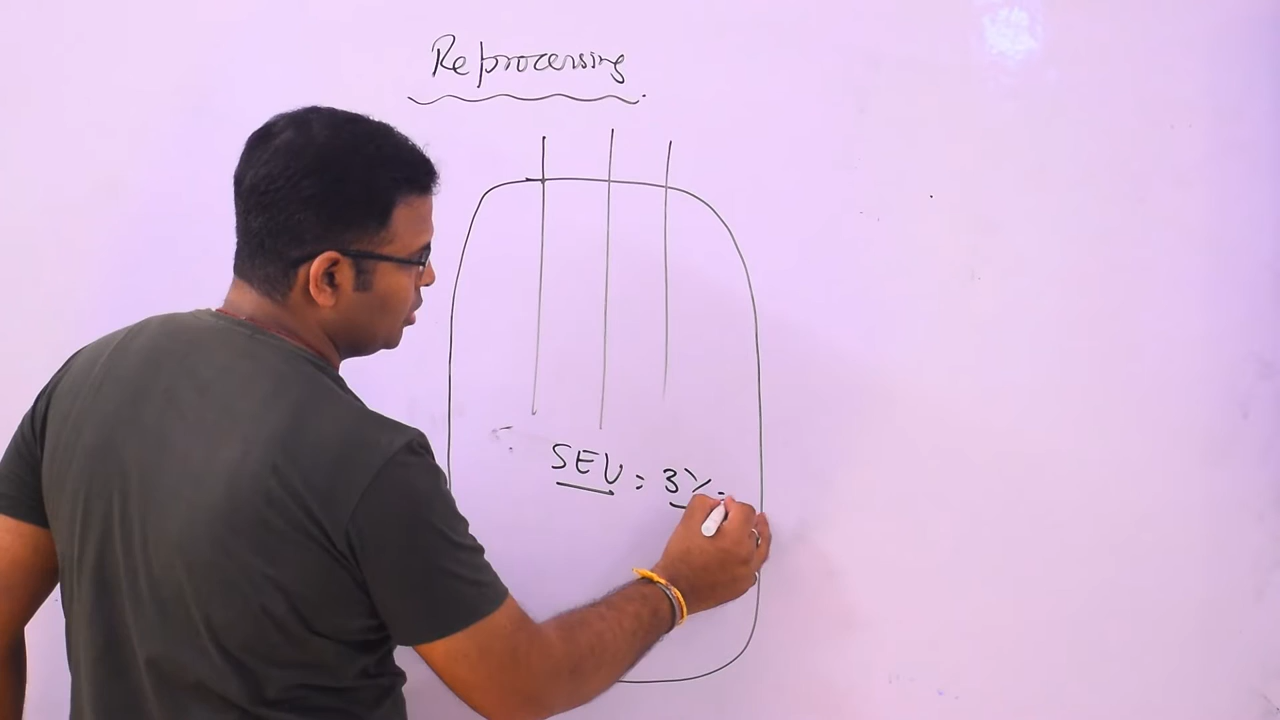 Reprocessing
SEU = 3%